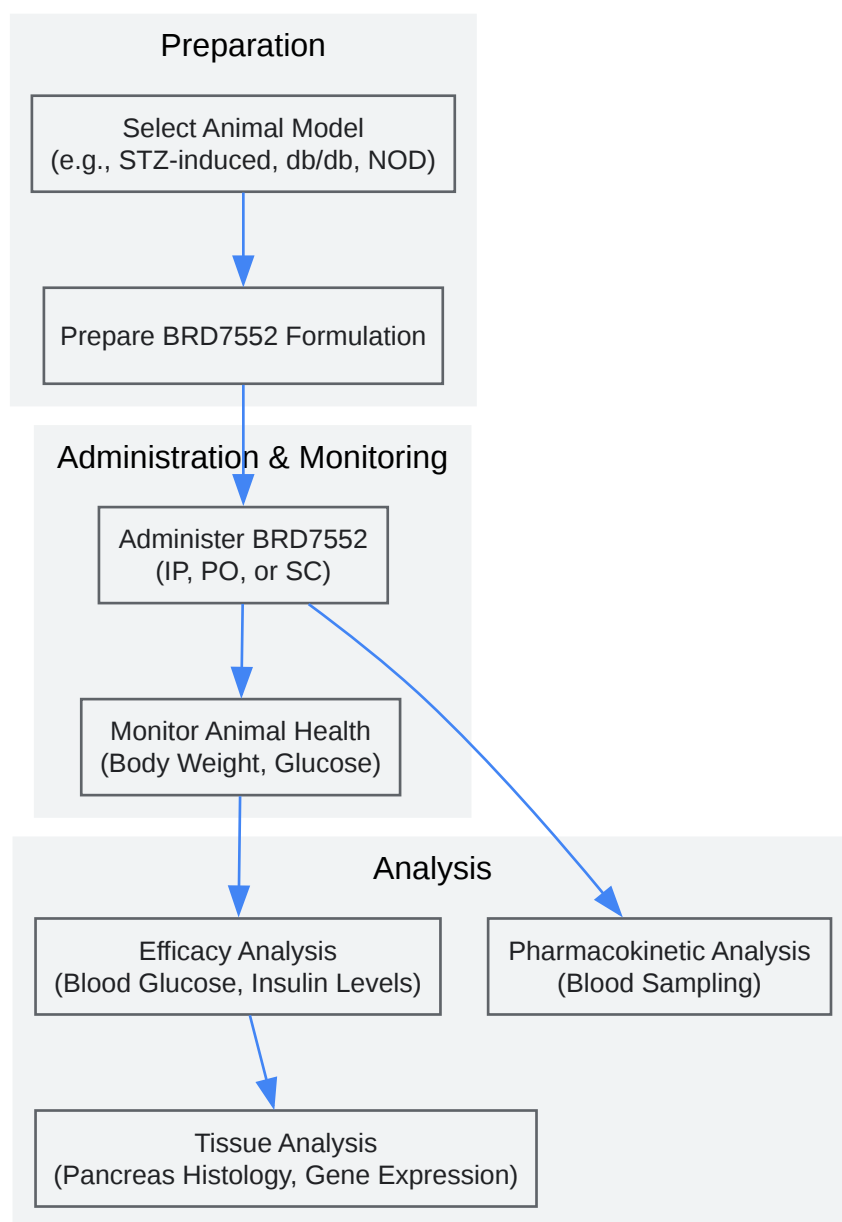 Preparation
Select Animal Model
(e.g., STZ-induced, db/db, NOD)
Prepare BRD7552 Formulation
Administration & Monitoring
Administer BRD7552
(IP, PO, or SC)
Monitor Animal Health
(Body Weight, Glucose)
Analysis
Efficacy Analysis
(Blood Glucose, Insulin Levels)
Pharmacokinetic Analysis
(Blood Sampling)
Tissue Analysis
(Pancreas Histology, Gene Expression)